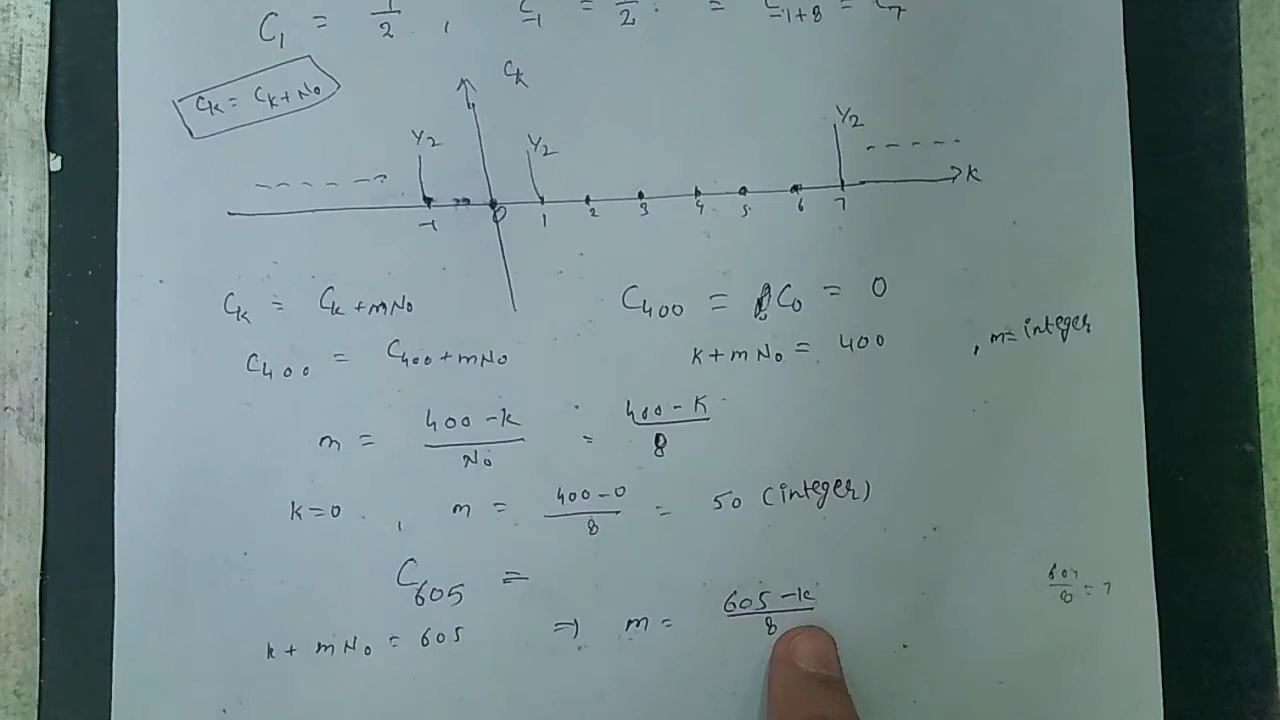 C₁ = 1/2 , C₋₁ = 1/2 . = C₋₁₊₈ = C₇
Cₖ
Cₖ = Cₖ₊N₀
1/2 1/2 1/2
K
-1 0 1 2 3 4 5 6 7
Cₖ = Cₖ₊mN₀ C₄₀₀ = C₀ = 0
C₄₀₀ = C₄₀₀₊mN₀ k+mN₀ = 400 , m=integer
m = (400-k)/N₀ = (400-K)/8
k=0 , m = (400-0)/8 = 50 (integer)
C₆₀₅ =
k + mN₀ = 605 ⇒ m = (605-k)/8